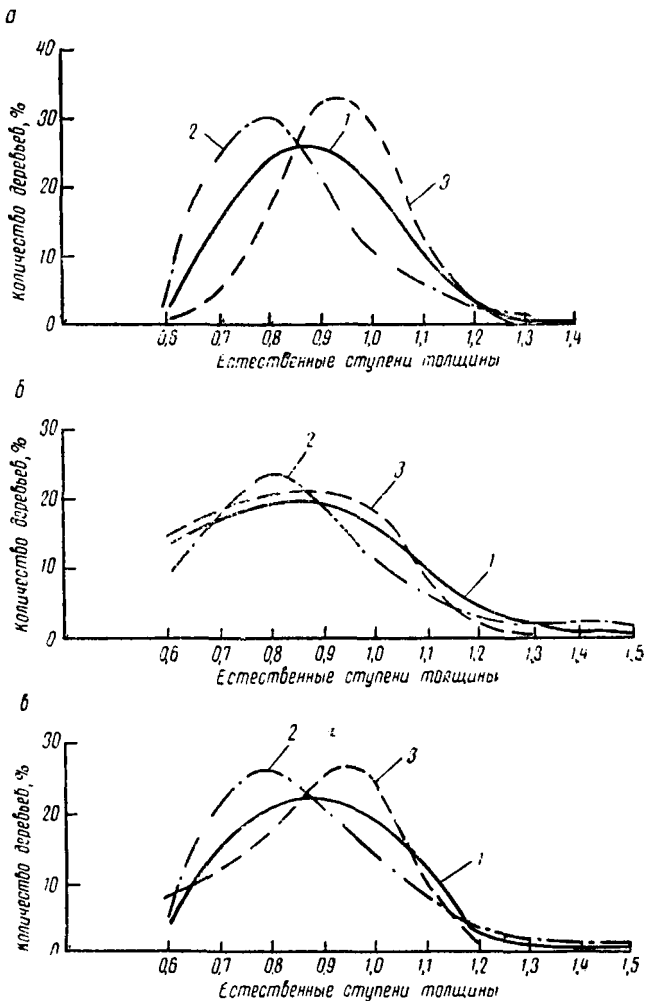 а
40
30
20
10
0
Количество деревьев, %
2
1
3
0,6 0,7 0,8 0,9 1,0 1,1 1,2 1,3 1,4
Естественные ступени толщины
б
30
20
10
0
Количество деревьев, %
2
3
1
0,6 0,7 0,8 0,9 1,0 1,1 1,2 1,3 1,4 1,5
Естественные ступени толщины
в
30
20
10
0
Количество деревьев, %
2
3
1
0,6 0,7 0,8 0,9 1,0 1,1 1,2 1,3 1,4 1,5
Естественные ступени толщины